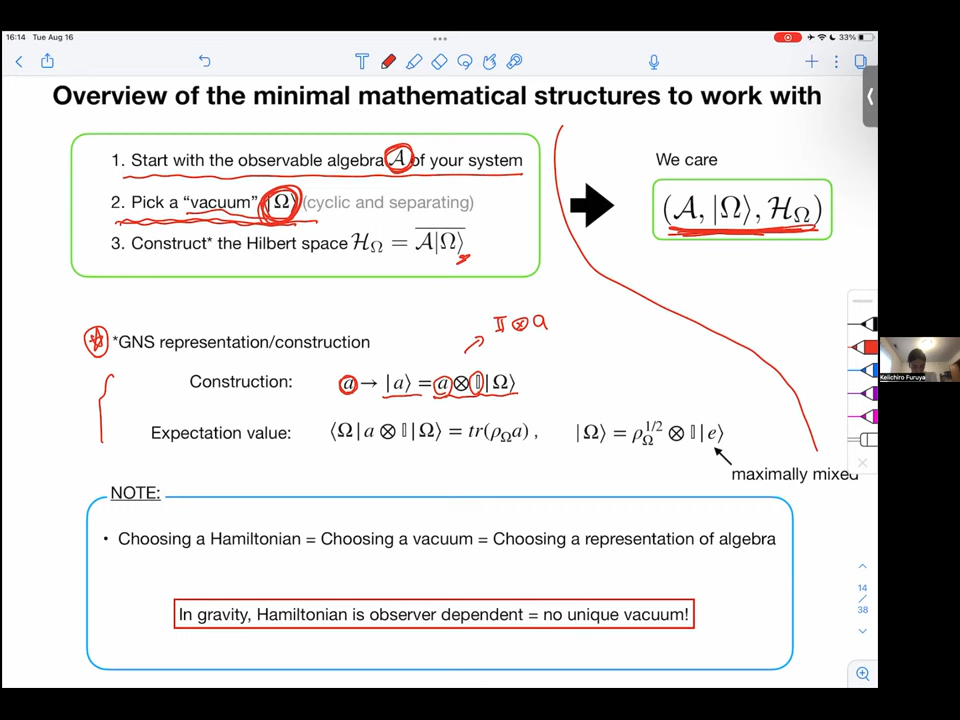 16:14 Tue Aug 16
33%
Overview of the minimal mathematical structures to work with
1. Start with the observable algebra 𝒜 of your system
2. Pick a “vacuum” |Ω⟩ (cyclic and separating)
3. Construct* the Hilbert space ℋ_Ω = \overline{𝒜|Ω⟩}
We care
(𝒜, |Ω⟩, ℋ_Ω)
𝕀 ⊗ a
*GNS representation/construction
Construction: a → |a⟩ = a ⊗ 𝕀 |Ω⟩
Expectation value: ⟨Ω| a ⊗ 𝕀 |Ω⟩ = tr(ρ_Ω a) , |Ω⟩ = ρ_Ω^{1/2} ⊗ 𝕀 |e⟩
maximally mixed
NOTE:
• Choosing a Hamiltonian = Choosing a vacuum = Choosing a representation of algebra
In gravity, Hamiltonian is observer dependent = no unique vacuum!
Keiichiro Furuya
14
/
38